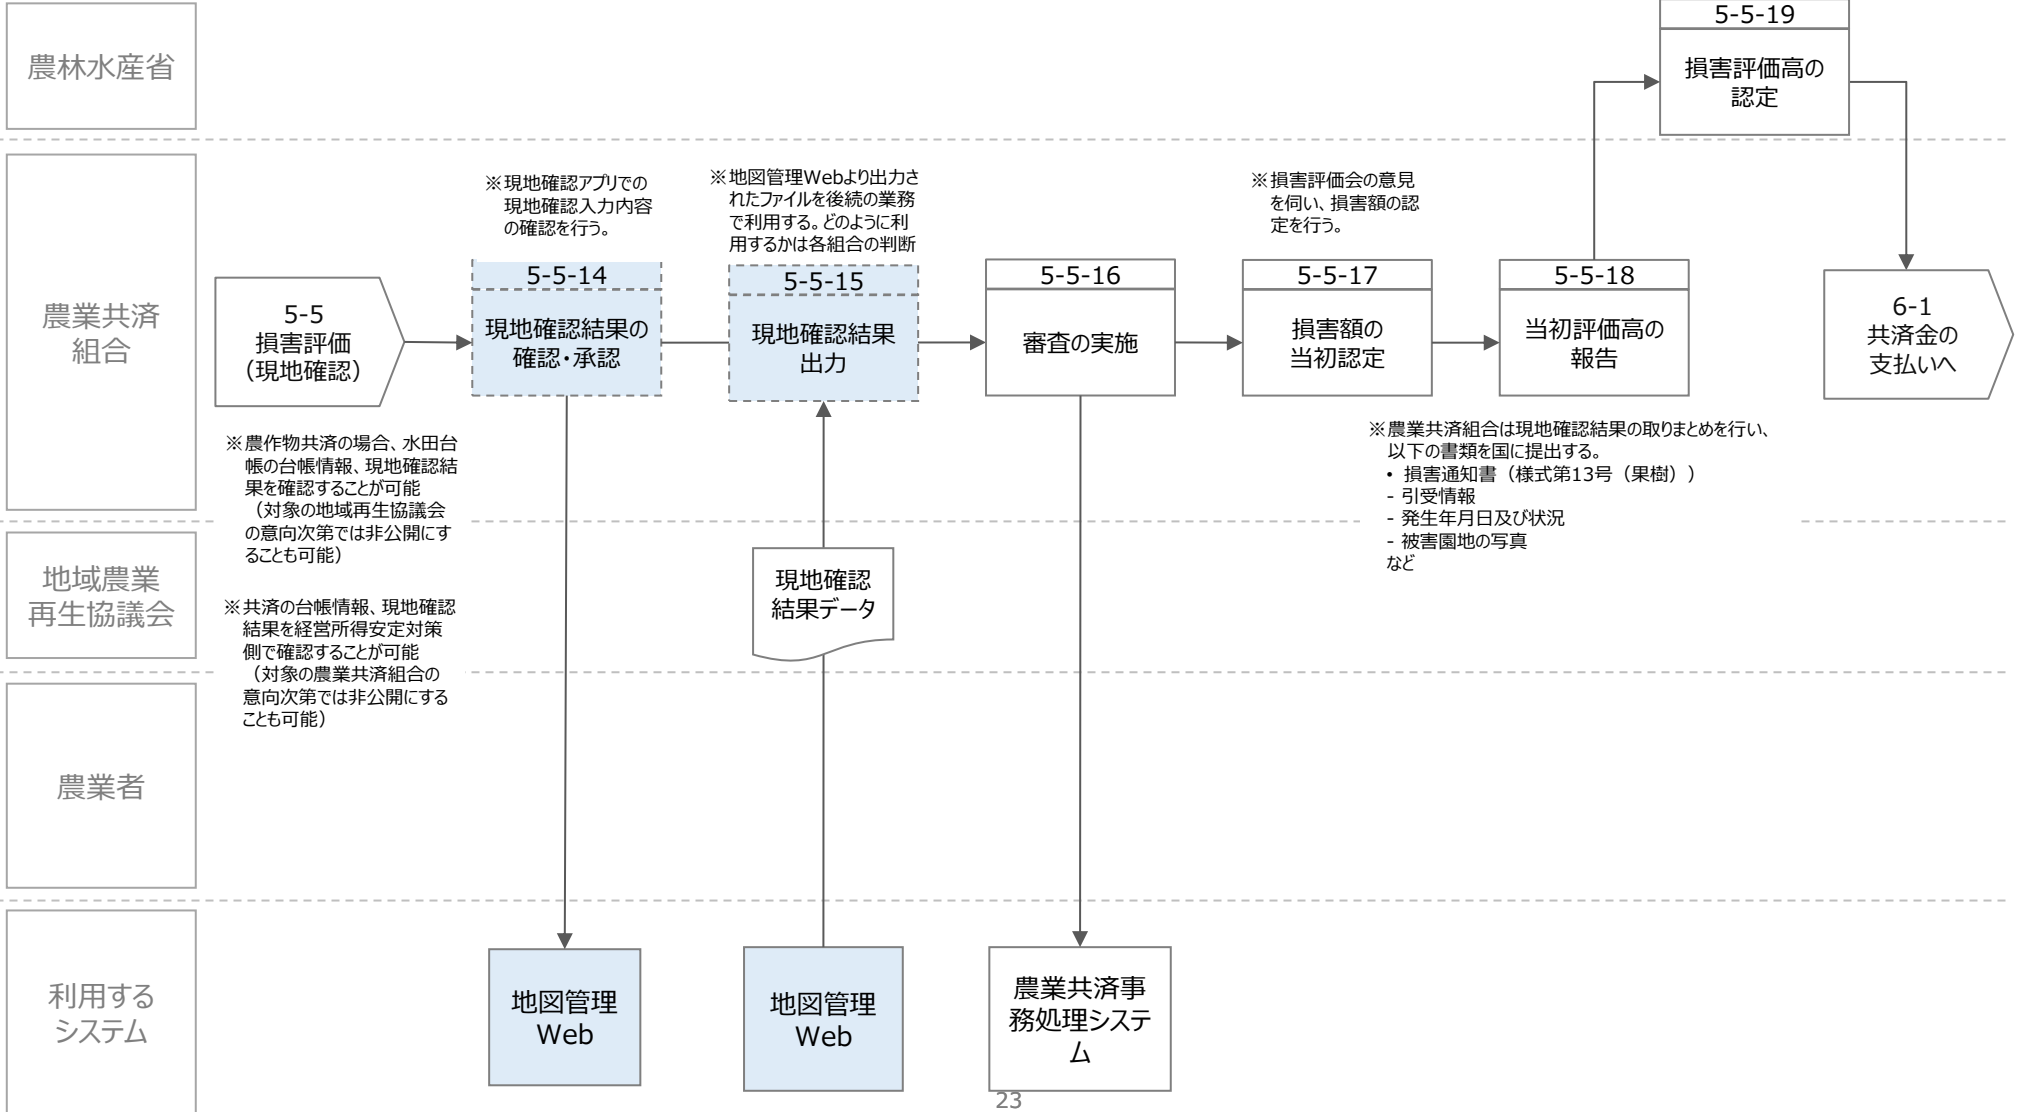 5-5-19
農林水産省
損害評価高の
認定
農業共済
組合
※現地確認アプリでの
現地確認入力内容
の確認を行う。
※地図管理Webより出力さ
れたファイルを後続の業務
で利用する。どのように利
用するかは各組合の判断
※損害評価会の意見
を伺い、損害額の認
定を行う。
5-5
損害評価
（現地確認）
5-5-14
現地確認結果の
確認・承認
5-5-15
現地確認結果
出力
5-5-16
審査の実施
5-5-17
損害額の
当初認定
5-5-18
当初評価高の
報告
6-1
共済金の
支払いへ
※農作物共済の場合、水田台
帳の台帳情報、現地確認結
果を確認することが可能
（対象の地域再生協議会
の意向次第では非公開にす
ることも可能）
※農業共済組合は現地確認結果の取りまとめを行い、
以下の書類を国に提出する。
• 損害通知書（様式第13号（果樹））
- 引受情報
- 発生年月日及び状況
- 被害園地の写真
など
地域農業
再生協議会
※共済の台帳情報、現地確認
結果を経営所得安定対策
側で確認することが可能
（対象の農業共済組合の
意向次第では非公開にする
ことも可能）
現地確認
結果データ
農業者
利用する
システム
地図管理
Web
地図管理
Web
農業共済事
務処理システ
ム
23